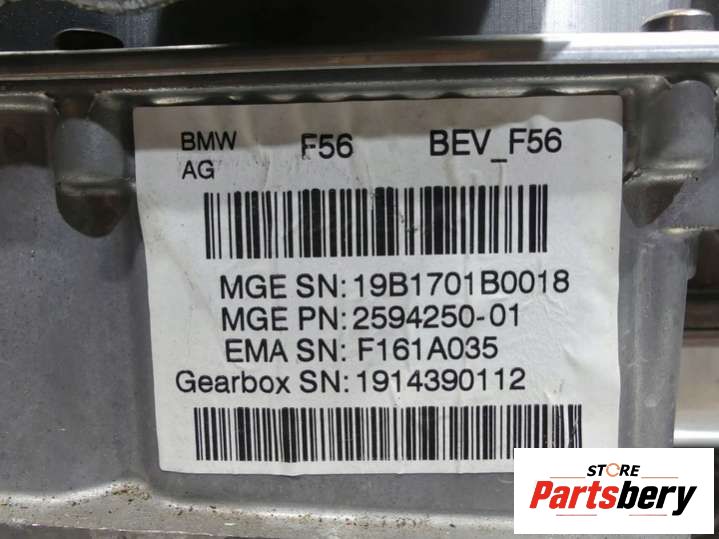 BMW AG F56 BEV_F56
MGE SN: 19B1701B0018
MGE PN: 2594250-01
EMA SN: F161A035
Gearbox SN: 1914390112
STORE
Partsbery